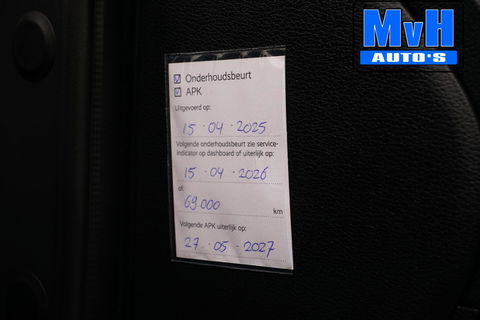 MvH
AUTO'S
Onderhoudsbeurt
APK
Uitgevoerd op:
15 · 04 · 2025
Volgende onderhoudsbeurt zie service-
indicator op dashboard of uiterlijk op:
15 · 04 · 2026
of:
69.000 km
Volgende APK uiterlijk op:
27 · 05 · 2027